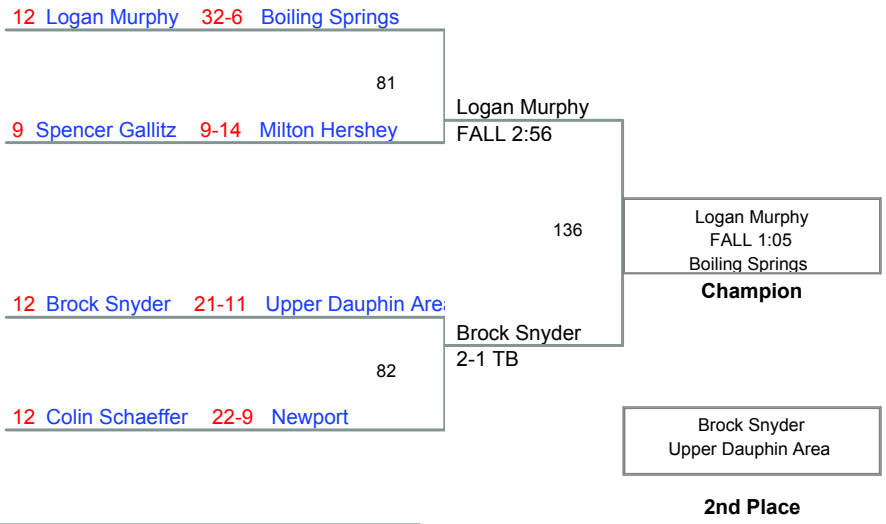 12 Logan Murphy 32-6 Boiling Springs
81
Logan Murphy
9 Spencer Gallitz 9-14 Milton Hershey
FALL 2:56
136
Logan Murphy
FALL 1:05
Boiling Springs
Champion
12 Brock Snyder 21-11 Upper Dauphin Are
Brock Snyder
2-1 TB
82
12 Colin Schaeffer 22-9 Newport
Brock Snyder
Upper Dauphin Area
2nd Place